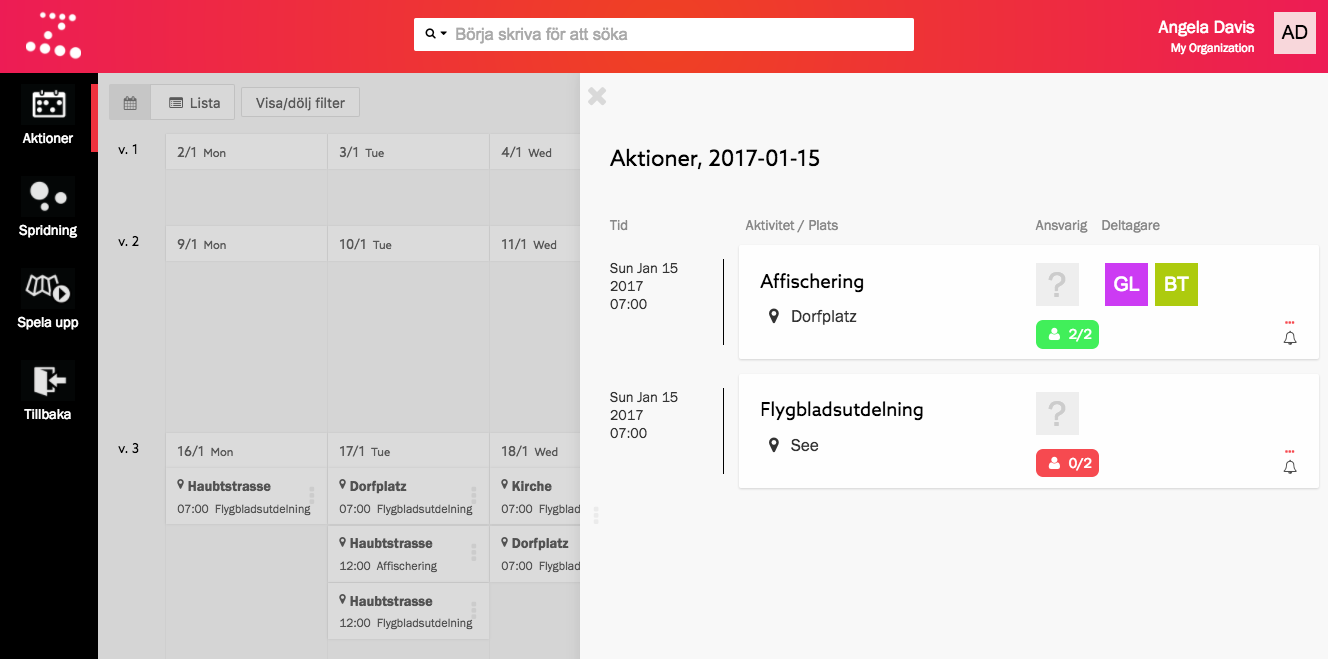 Börja skriva för att söka
Angela Davis
My Organization
AD
Aktioner
Spridning
Spela upp
Tillbaka
Lista
Visa/dölj filter
v. 1
2/1 Mon
3/1 Tue
4/1 Wed
v. 2
9/1 Mon
10/1 Tue
11/1 Wed
v. 3
16/1 Mon
17/1 Tue
18/1 Wed
Haubtstrasse
07:00 Flygbladsutdelning
Dorfplatz
07:00 Flygbladsutdelning
Kirche
07:00 Flygblad
Haubtstrasse
12:00 Affischering
Dorfplatz
07:00 Flygblad
Haubtstrasse
12:00 Flygbladsutdelning
Aktioner, 2017-01-15
Tid
Aktivitet / Plats
Ansvarig
Deltagare
Sun Jan 15
2017
07:00
Affischering
Dorfplatz
?
2/2
GL
BT
Sun Jan 15
2017
07:00
Flygbladsutdelning
See
?
0/2